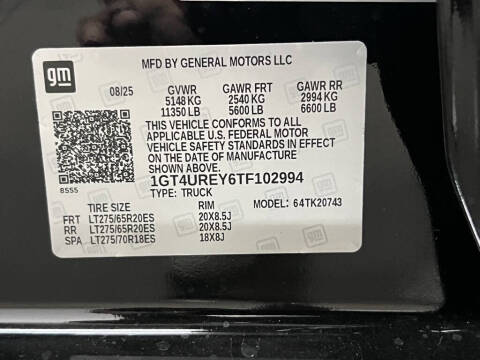 gm
MFD BY GENERAL MOTORS LLC
08/25 GVWR GAWR FRT GAWR RR
5148 KG 2540 KG 2994 KG
11350 LB 5600 LB 6600 LB
THIS VEHICLE CONFORMS TO ALL
APPLICABLE U.S. FEDERAL MOTOR
VEHICLE SAFETY STANDARDS IN EFFECT
ON THE DATE OF MANUFACTURE
SHOWN ABOVE
8555
1GT4UREY6TF102994
TYPE: TRUCK MODEL: 64TK20743
TIRE SIZE RIM
FRT LT275/65R20ES 20X8.5J
RR LT275/65R20ES 20X8.5J
SPA LT275/70R18ES 18X8J